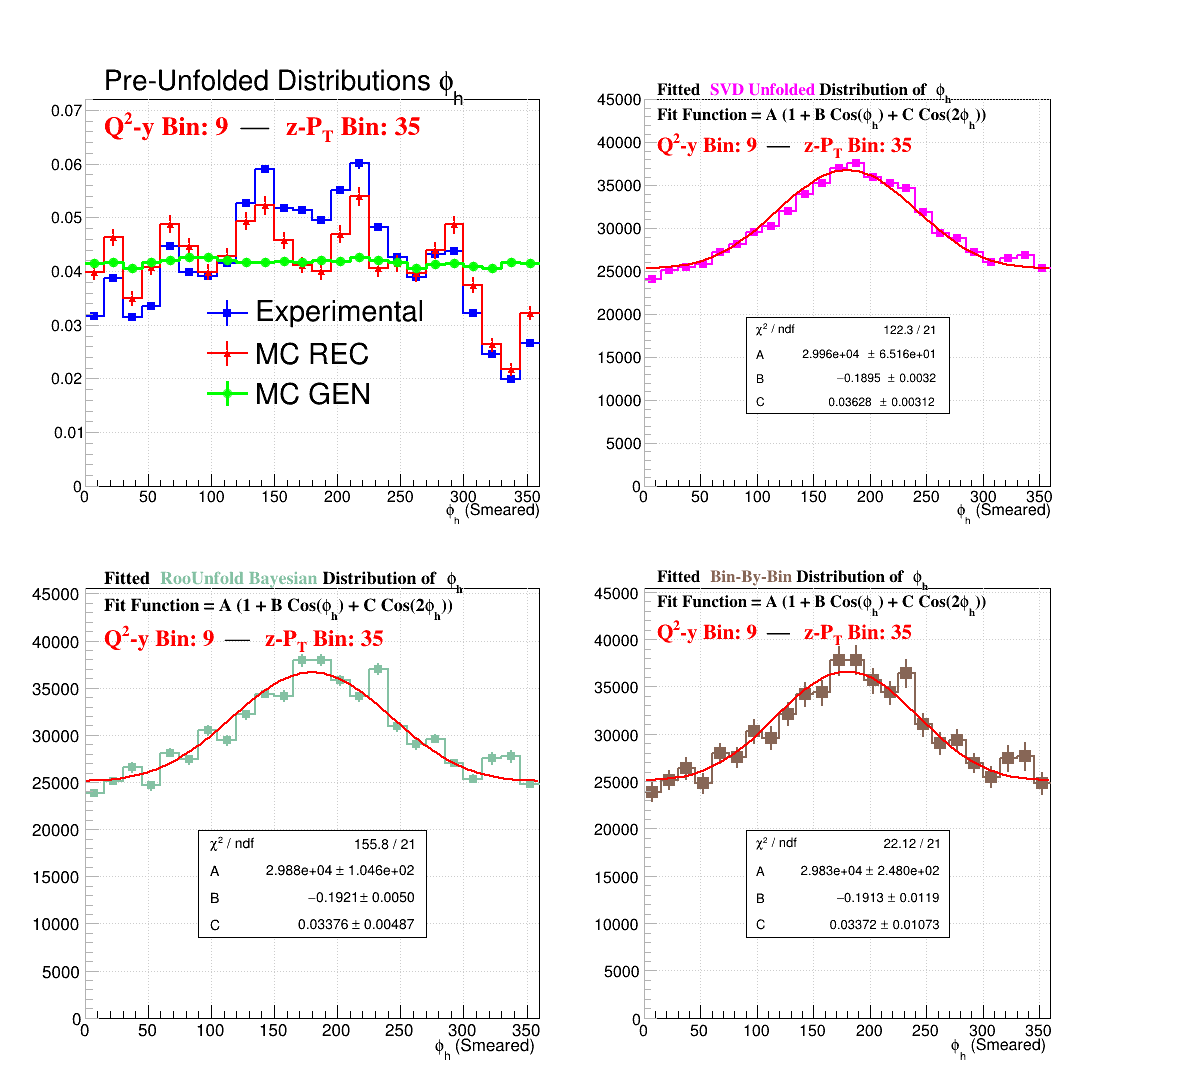 Pre-Unfolded Distributions ϕh
Q²-y Bin: 9 — z-PT Bin: 35
0.07
0.06
0.05
0.04
0.03
0.02
0.01
0
Experimental
MC REC
MC GEN
0 50 100 150 200 250 300 350
ϕh (Smeared)
Fitted SVD Unfolded Distribution of ϕh
Fit Function = A (1 + B Cos(ϕh) + C Cos(2ϕh))
Q²-y Bin: 9 — z-PT Bin: 35
45000
40000
35000
30000
25000
20000
15000
10000
5000
0
χ² / ndf 122.3 / 21
A 2.996e+04 ± 6.516e+01
B −0.1895 ± 0.0032
C 0.03628 ± 0.00312
0 50 100 150 200 250 300 350
ϕh (Smeared)
Fitted RooUnfold Bayesian Distribution of ϕh
Fit Function = A (1 + B Cos(ϕh) + C Cos(2ϕh))
Q²-y Bin: 9 — z-PT Bin: 35
45000
40000
35000
30000
25000
20000
15000
10000
5000
0
χ² / ndf 155.8 / 21
A 2.988e+04 ± 1.046e+02
B −0.1921 ± 0.0050
C 0.03376 ± 0.00487
0 50 100 150 200 250 300 350
ϕh (Smeared)
Fitted Bin-By-Bin Distribution of ϕh
Fit Function = A (1 + B Cos(ϕh) + C Cos(2ϕh))
Q²-y Bin: 9 — z-PT Bin: 35
45000
40000
35000
30000
25000
20000
15000
10000
5000
0
χ² / ndf 22.12 / 21
A 2.983e+04 ± 2.480e+02
B −0.1913 ± 0.0119
C 0.03372 ± 0.01073
0 50 100 150 200 250 300 350
ϕh (Smeared)